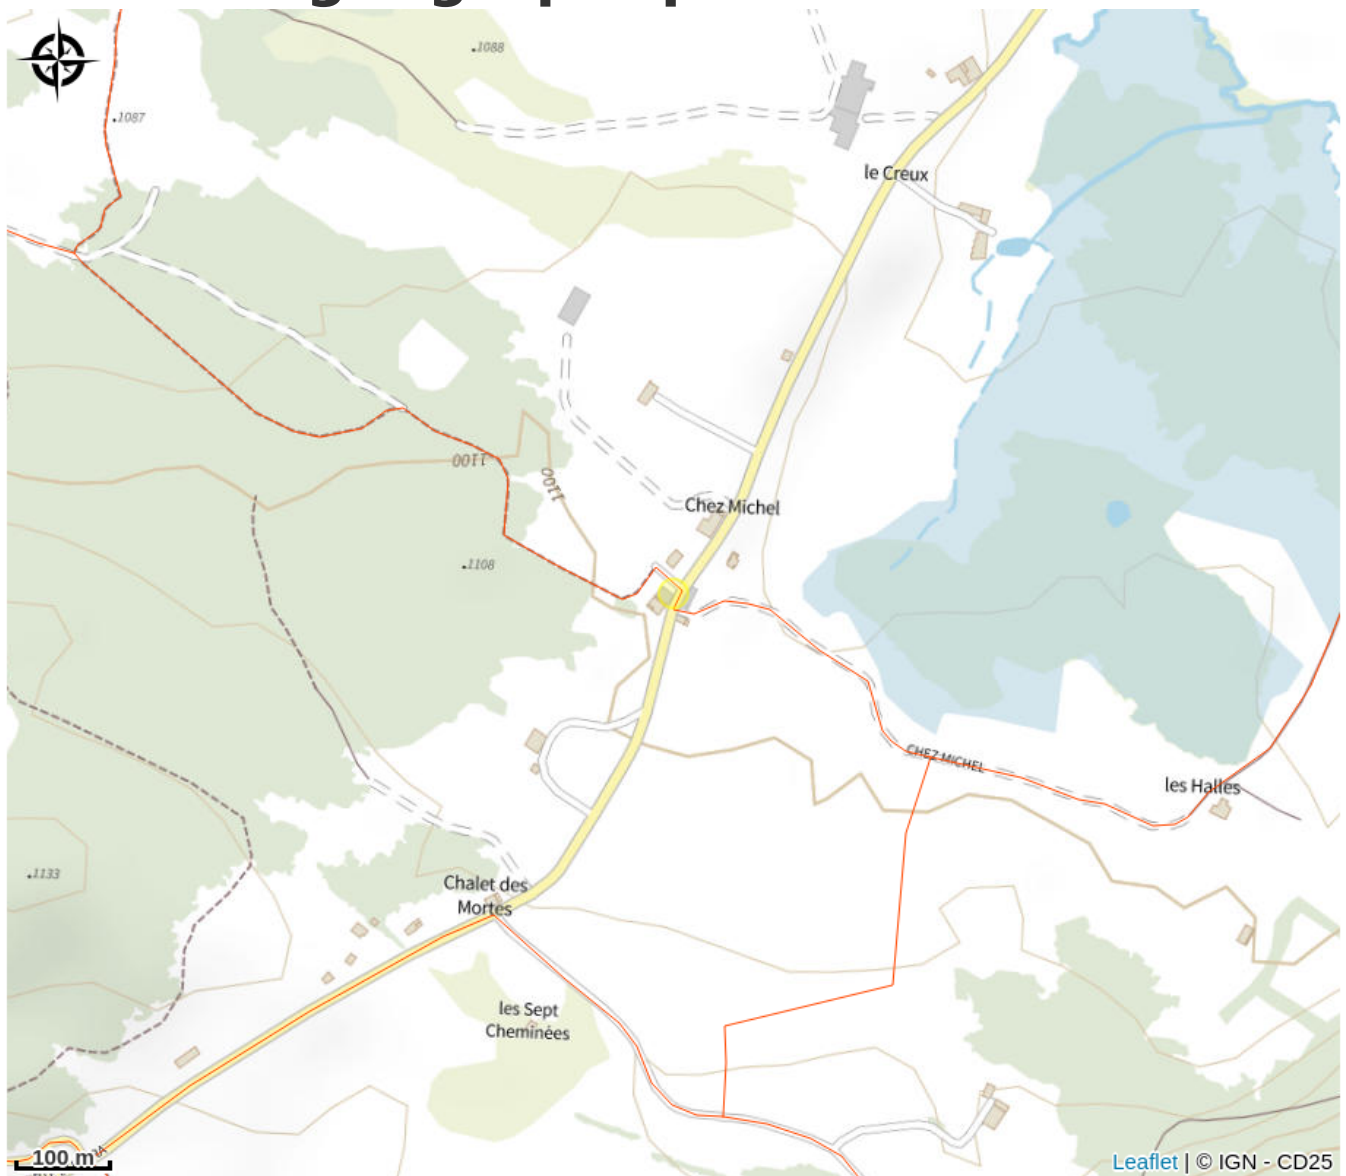 1088
1087
le Creux
1100
1100
Chez Michel
1108
CHEZ MICHEL
les Halles
1133
Chalet des
Mortes
les Sept
Cheminées
100 m
Leaflet | © IGN - CD25